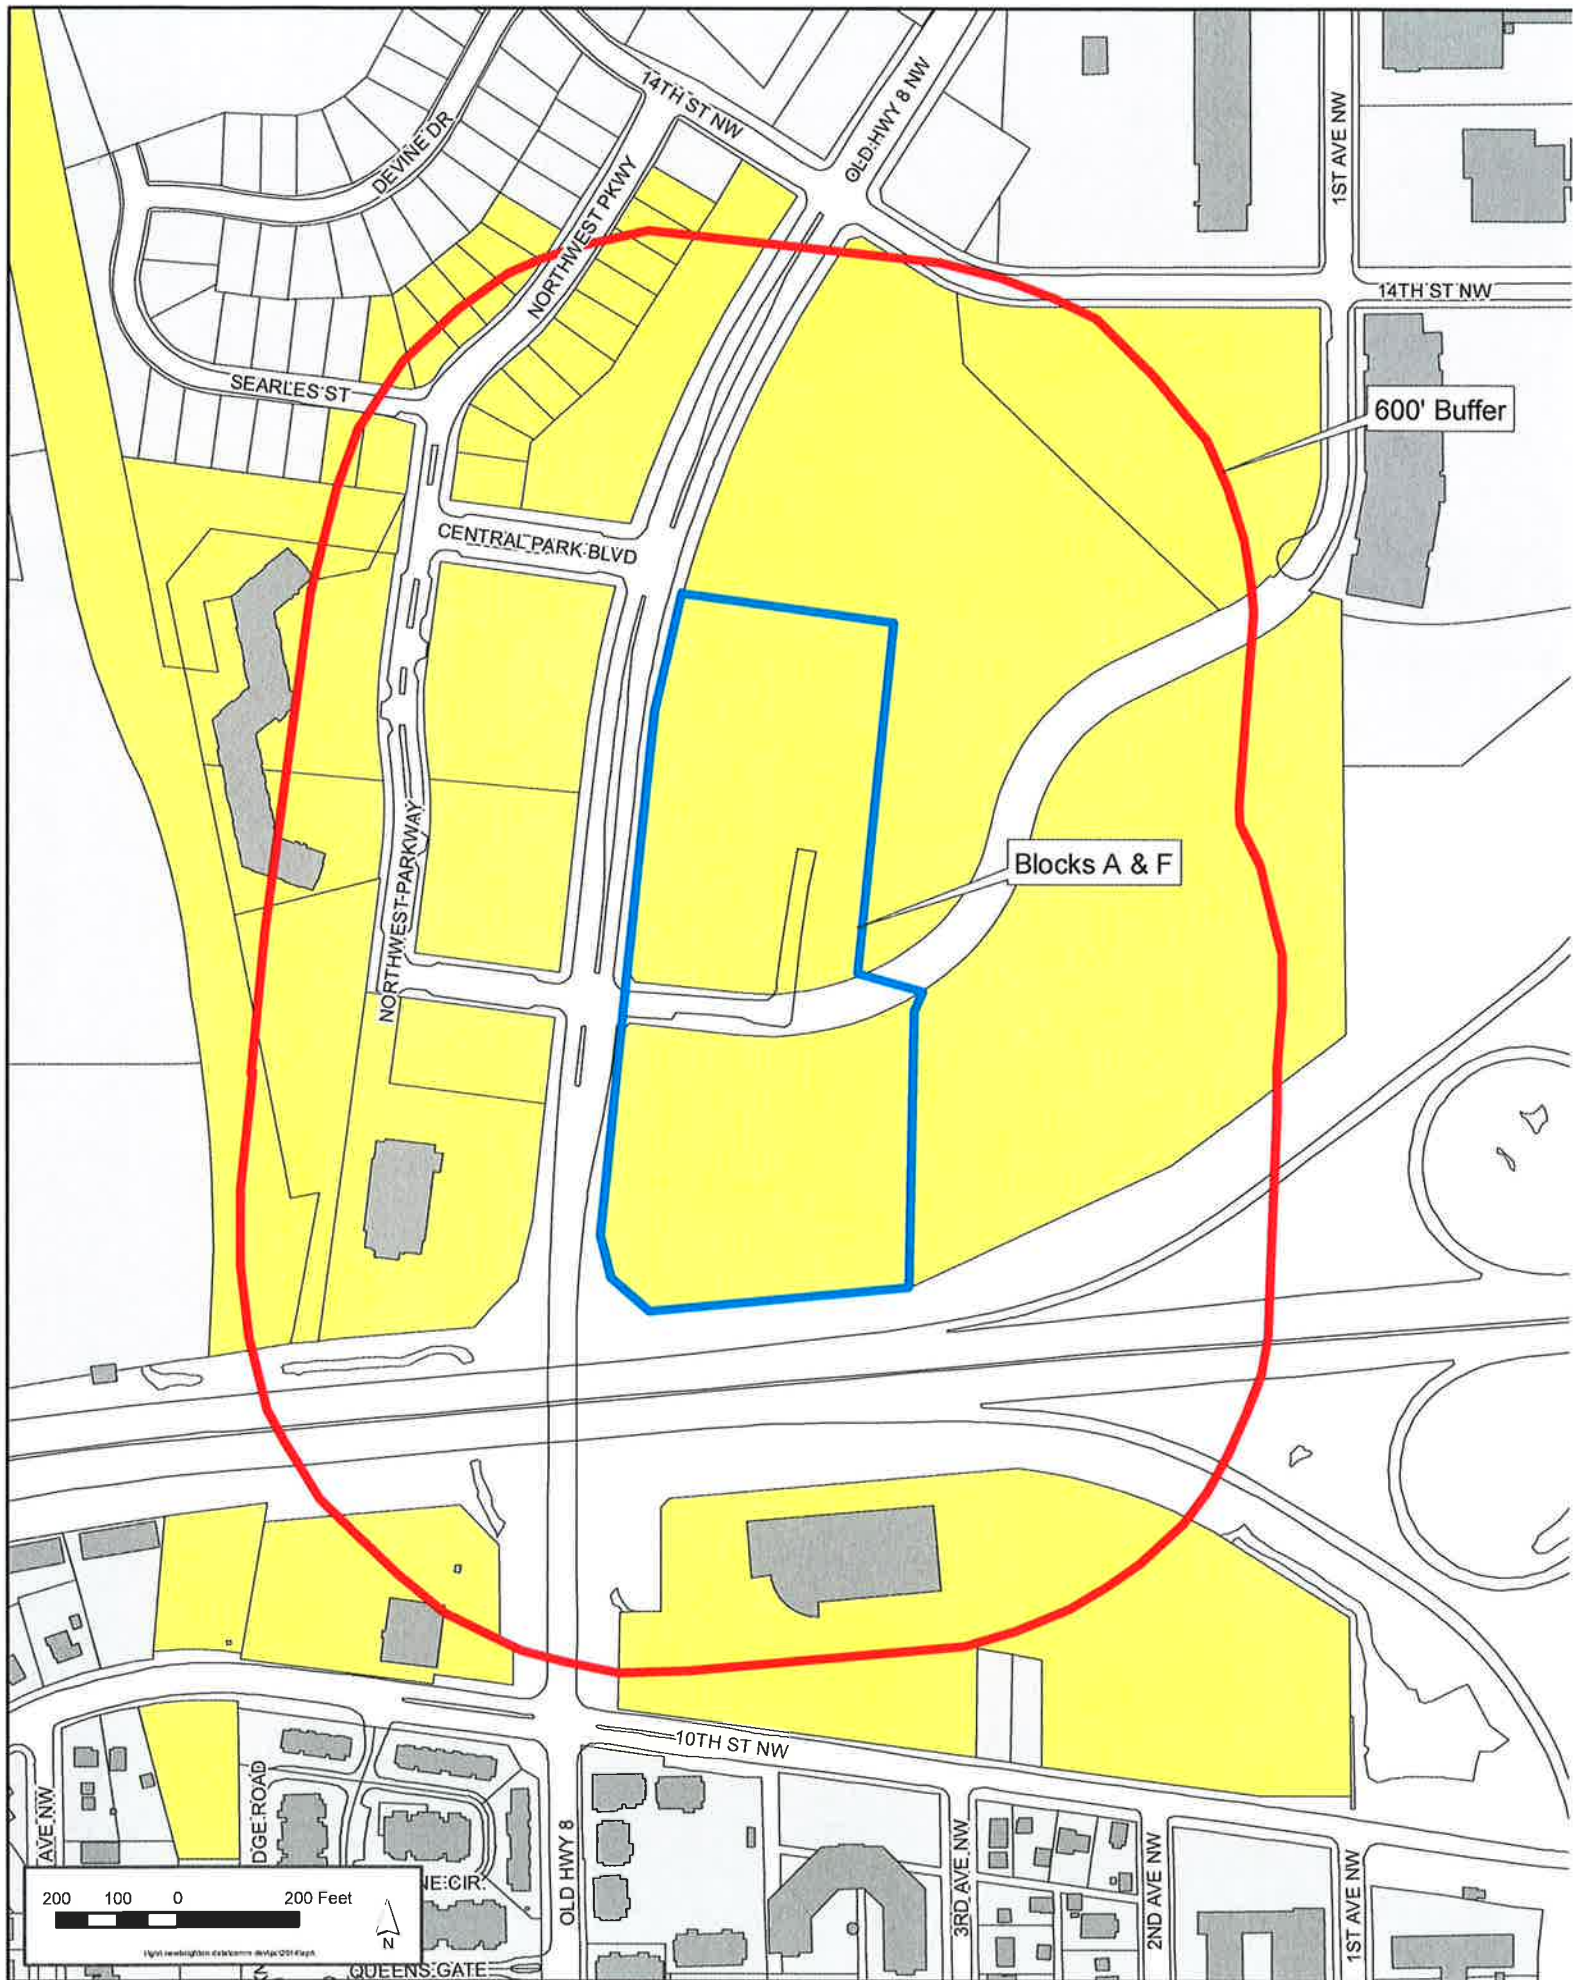 14TH ST NW
OLD HWY 8 NW
1ST AVE NW
DEVINE DR
NORTHWEST PKWY
14TH ST NW
SEARLES ST
600' Buffer
CENTRAL PARK BLVD
Blocks A & F
NORTHWEST PARKWAY
10TH ST NW
AVE NW
DGE ROAD
OLD HWY 8
3RD AVE NW
2ND AVE NW
1ST AVE NW
NE CIR.
200 100 0 200 Feet
N
QUEENS GATE